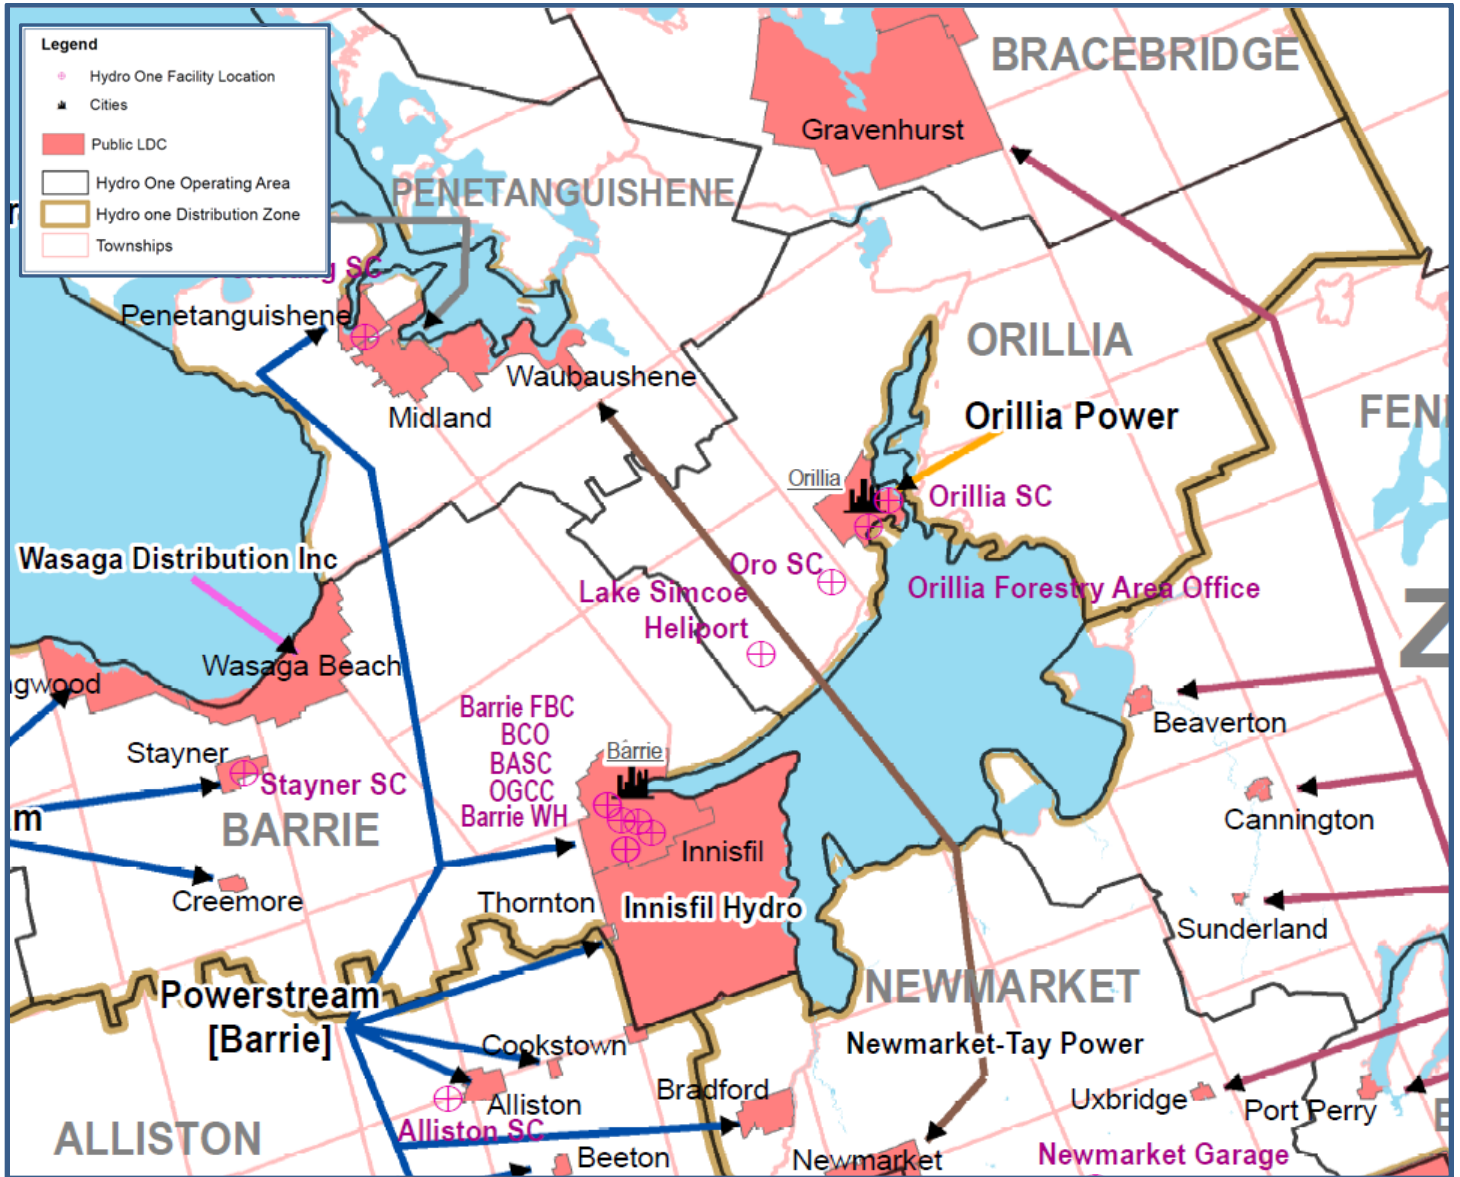 Legend
Hydro One Facility Location
Cities
Public LDC
Hydro One Operating Area
Hydro one Distribution Zone
Townships
BRACEBRIDGE
Gravenhurst
PENETANGUISHENE
SC
Penetanguishene
ORILLIA
Waubaushene
Midland
Orillia Power
Orillia
Orillia SC
Wasaga Distribution Inc
Oro SC
Lake Simcoe
Heliport
Orillia Forestry Area Office
Wasaga Beach
Barrie FBC
BCO
BASC
OGCC
Barrie WH
Barrie
Beaverton
Stayner
Stayner SC
BARRIE
Cannington
Innisfil
Creemore
Thornton
Innisfil Hydro
Sunderland
NEWMARKET
Powerstream
[Barrie]
Cookstown
Newmarket-Tay Power
Bradford
Alliston
Uxbridge
Port Perry
ALLISTON
Alliston SC
Beeton
Newmarket
Newmarket Garage